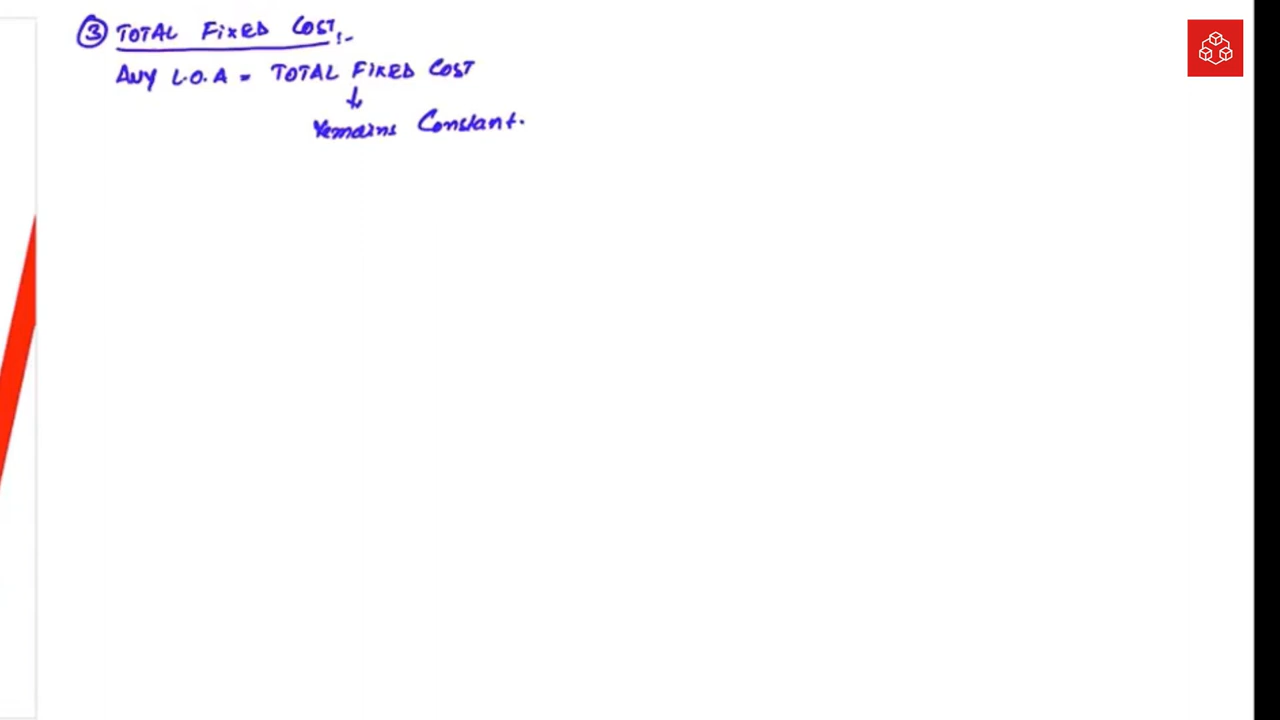 ③ TOTAL FixED COST:-
ANY L.O.A = TOTAL FIXED COST
↓
remains Constant.